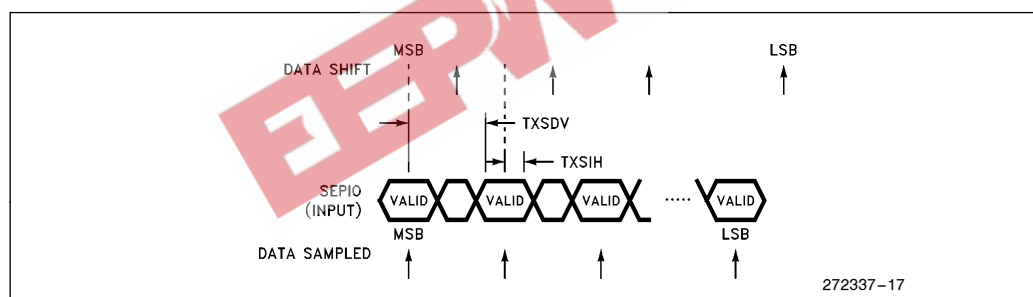 MSB
LSB
DATA SHIFT
TXSDV
TXSIH
SEPIO
(INPUT)
VALID
VALID
VALID
.....
VALID
MSB
LSB
DATA SAMPLED
272337-17